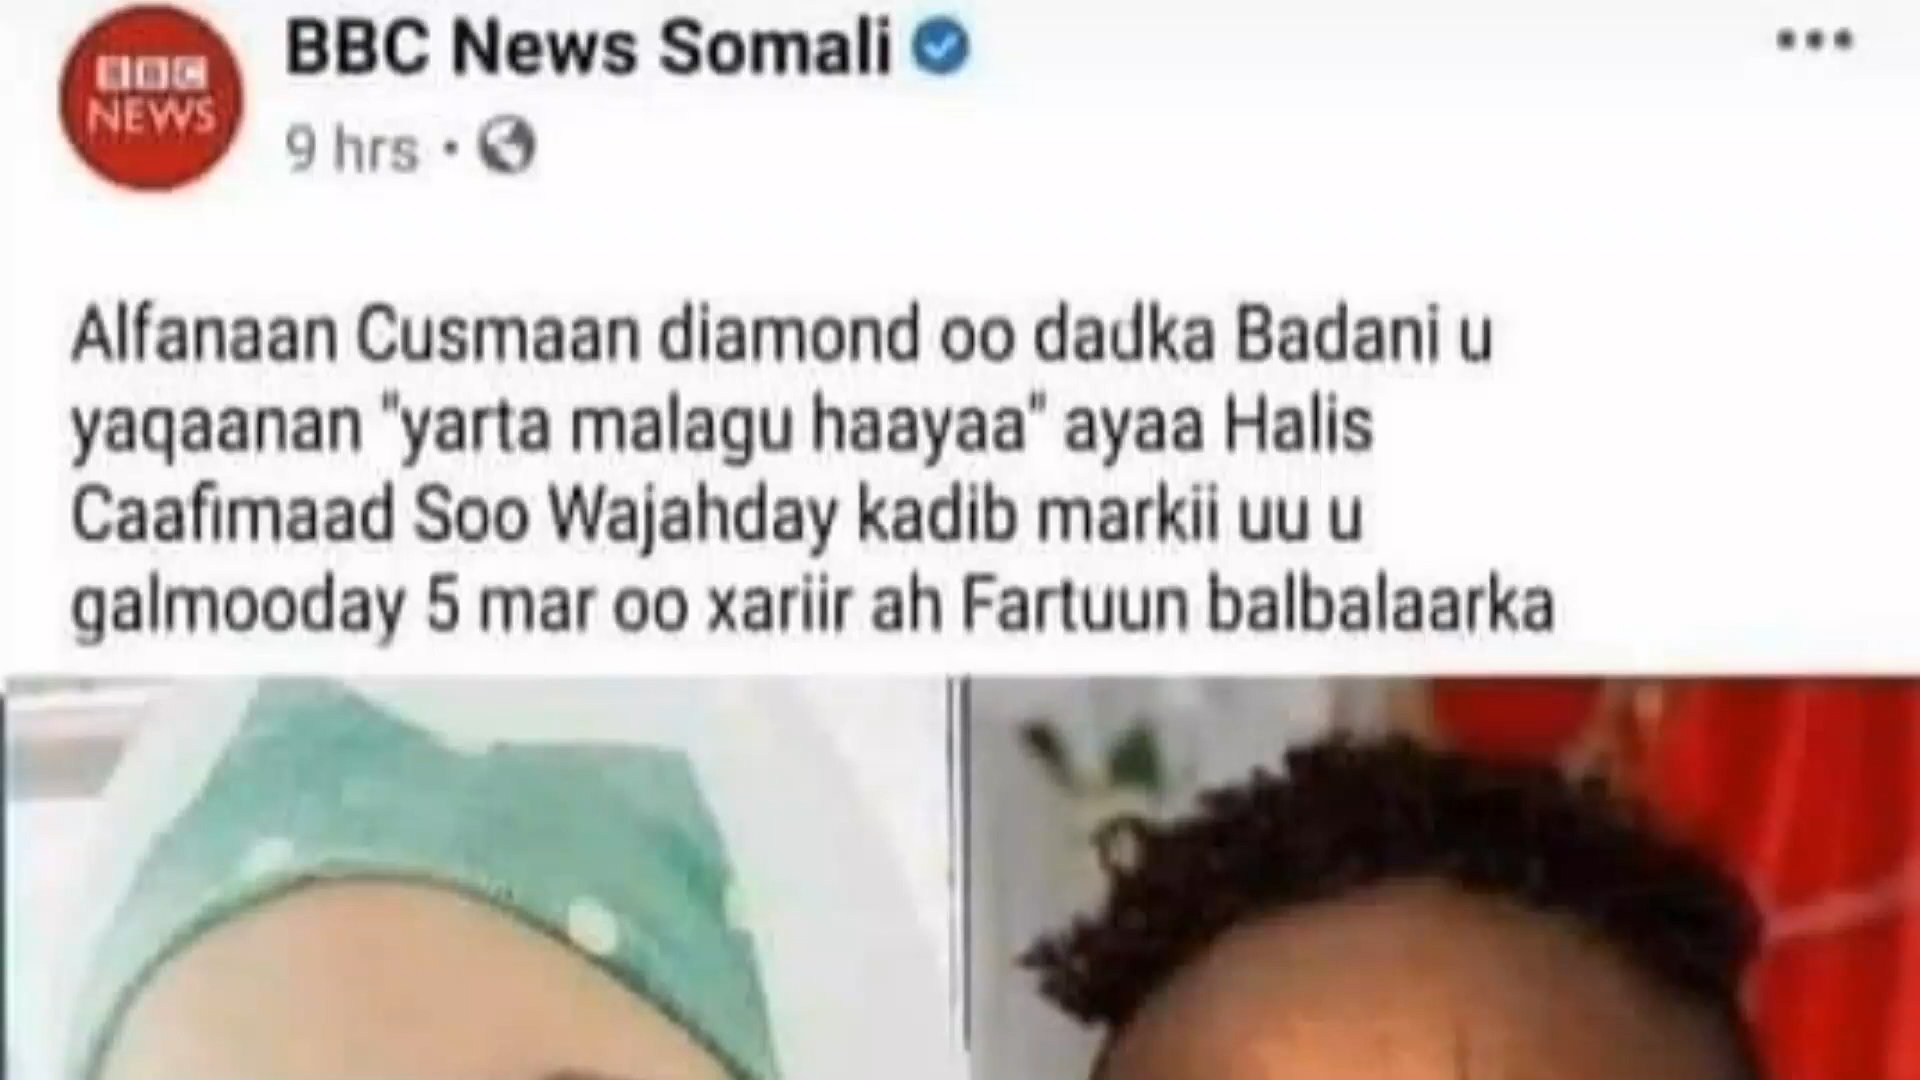 BBC
NEWS
BBC News Somali
9 hrs
Alfanaan Cusmaan diamond oo dadka Badani u
yaqaanan "yarta malagu haayaa" ayaa Halis
Caafimaad Soo Wajahday kadib markii uu u
galmooday 5 mar oo xariir ah Fartuun balbalaarka